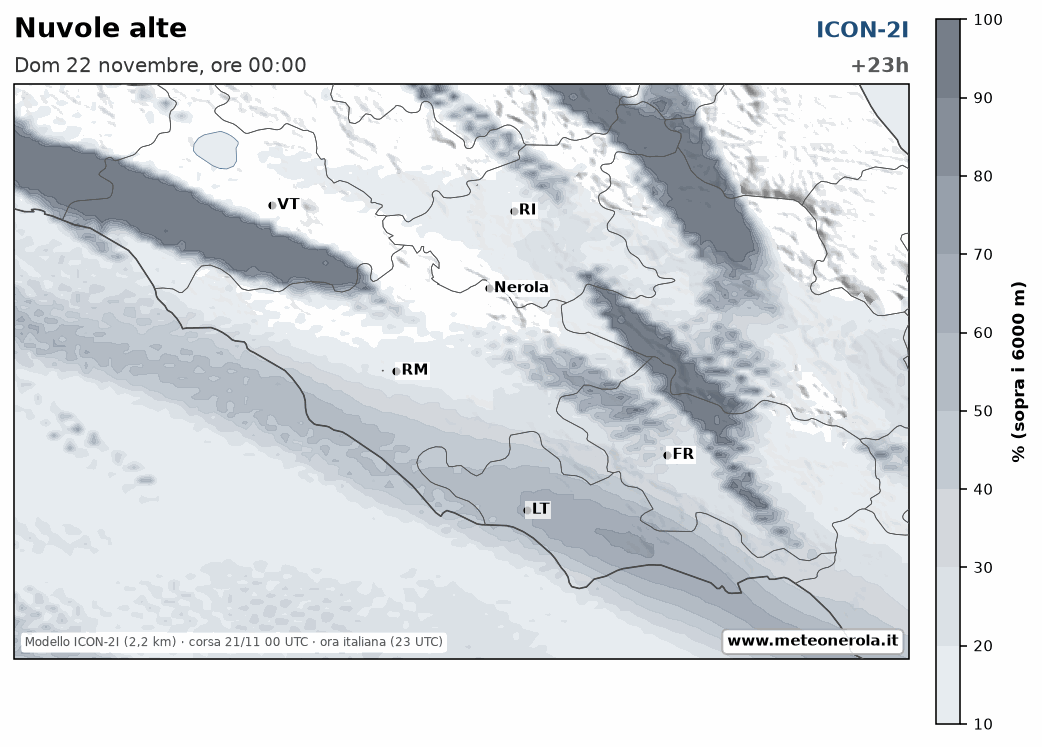 Nuvole alte
ICON-2I
Dom 22 novembre, ore 00:00
+23h
VT
RI
Nerola
RM
FR
LT
Modello ICON-2I (2,2 km) · corsa 21/11 00 UTC · ora italiana (23 UTC)
www.meteonerola.it
100
90
80
70
60
50
40
30
20
10
% (sopra i 6000 m)